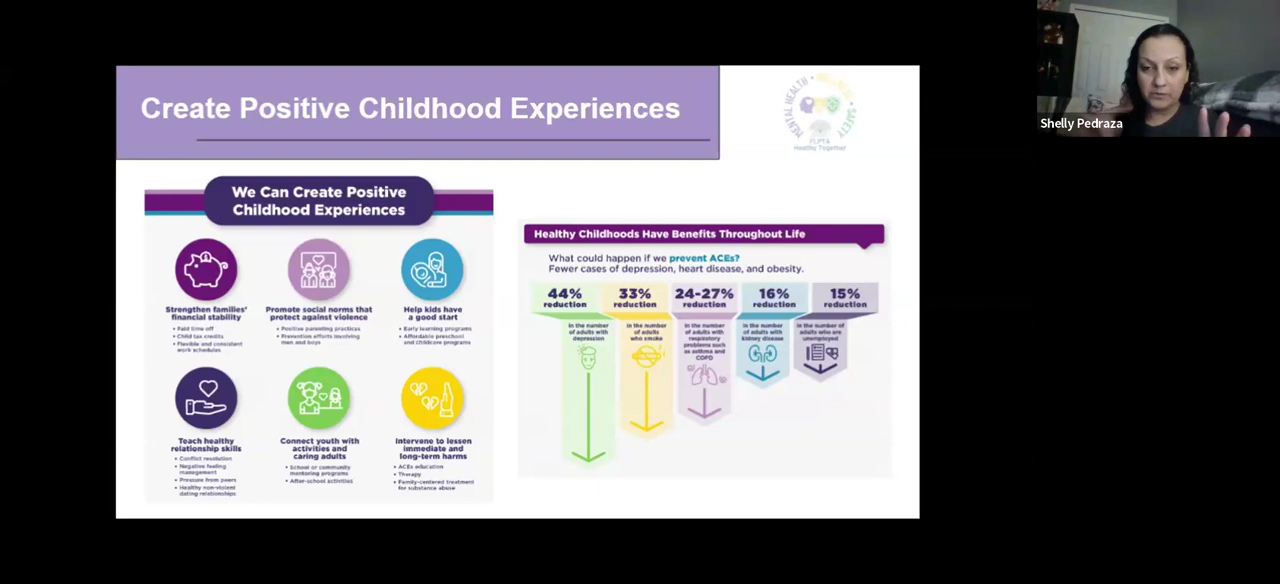 Create Positive Childhood Experiences
MENTAL HEALTH • WELLNESS • SAFETY
FLPTA
Healthy Together
Shelly Pedraza
We Can Create Positive
Childhood Experiences
Strengthen families'
financial stability
• Paid time off
• Child tax credits
• Flexible and consistent
work schedules
Promote social norms that
protect against violence
• Positive parenting practices
• Prevention efforts involving
men and boys
Help kids have
a good start
• Early learning programs
• Affordable preschool
and childcare programs
Teach healthy
relationship skills
• Conflict resolution
• Negative feeling
management
• Pressure from peers
• Healthy non-violent
dating relationships
Connect youth with
activities and
caring adults
• School or community
mentoring programs
• After-school activities
Intervene to lessen
immediate and
long-term harms
• ACEs education
• Therapy
• Family-centered treatment
for substance abuse
Healthy Childhoods Have Benefits Throughout Life
What could happen if we prevent ACEs?
Fewer cases of depression, heart disease, and obesity.
44%
reduction
in the number
of adults with
depression
33%
reduction
in the number
of adults
who smoke
24-27%
reduction
in the number
of adults with
respiratory
problems such
as asthma and
COPD
16%
reduction
in the number
of adults with
kidney disease
15%
reduction
in the number of
adults who are
unemployed